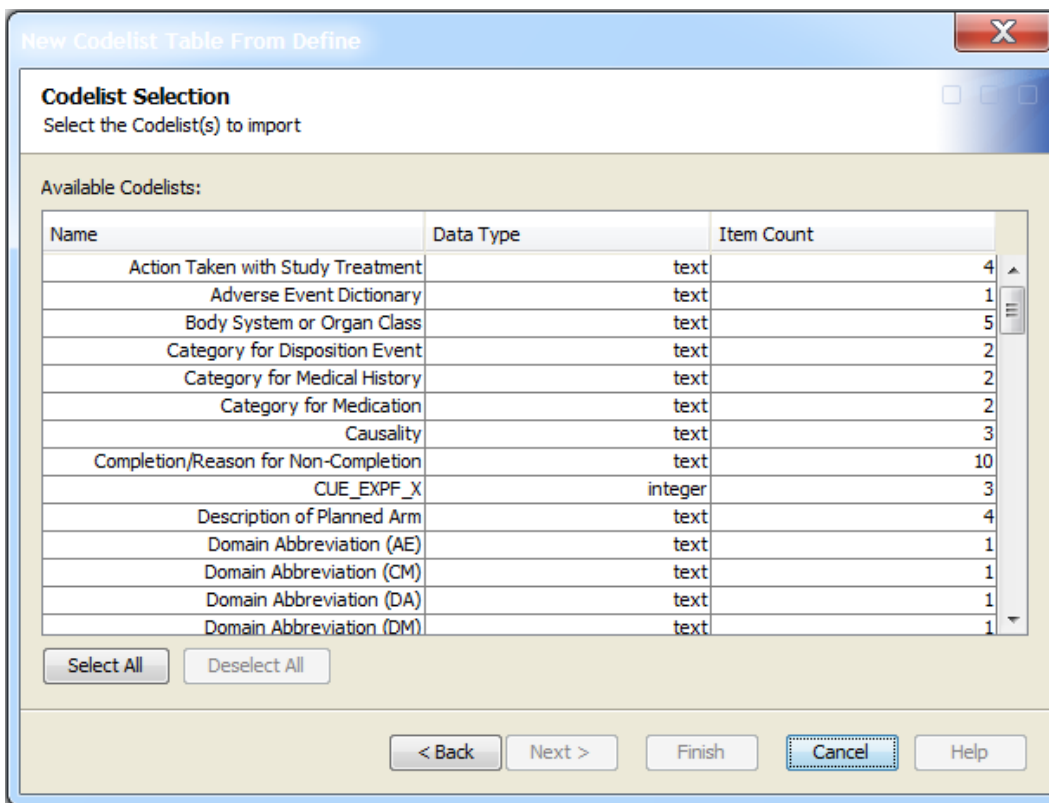 New Codelist Table From Define
Codelist Selection
Select the Codelist(s) to import
Available Codelists:
Name Data Type Item Count
Action Taken with Study Treatment text 4
Adverse Event Dictionary text 1
Body System or Organ Class text 5
Category for Disposition Event text 2
Category for Medical History text 2
Category for Medication text 2
Causality text 3
Completion/Reason for Non-Completion text 10
CUE_EXPF_X integer 3
Description of Planned Arm text 4
Domain Abbreviation (AE) text 1
Domain Abbreviation (CM) text 1
Domain Abbreviation (DA) text 1
Domain Abbreviation (DM) text 1
Select All Deselect All
< Back Next > Finish Cancel Help